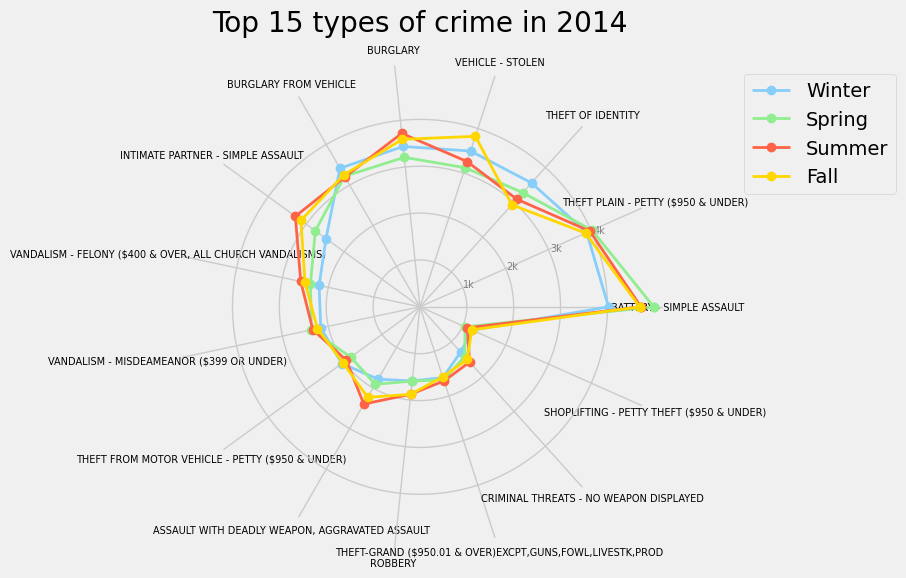 Top 15 types of crime in 2014
BURGLARY
VEHICLE - STOLEN
BURGLARY FROM VEHICLE
THEFT OF IDENTITY
INTIMATE PARTNER - SIMPLE ASSAULT
THEFT PLAIN - PETTY ($950 & UNDER)
Winter
Spring
Summer
Fall
4k
3k
2k
1k
VANDALISM - FELONY ($400 & OVER, ALL CHURCH VANDALISMS)
BATTERY - SIMPLE ASSAULT
VANDALISM - MISDEAMEANOR ($399 OR UNDER)
SHOPLIFTING - PETTY THEFT ($950 & UNDER)
THEFT FROM MOTOR VEHICLE - PETTY ($950 & UNDER)
CRIMINAL THREATS - NO WEAPON DISPLAYED
ASSAULT WITH DEADLY WEAPON, AGGRAVATED ASSAULT
THEFT-GRAND ($950.01 & OVER)EXCPT,GUNS,FOWL,LIVESTK,PROD
ROBBERY